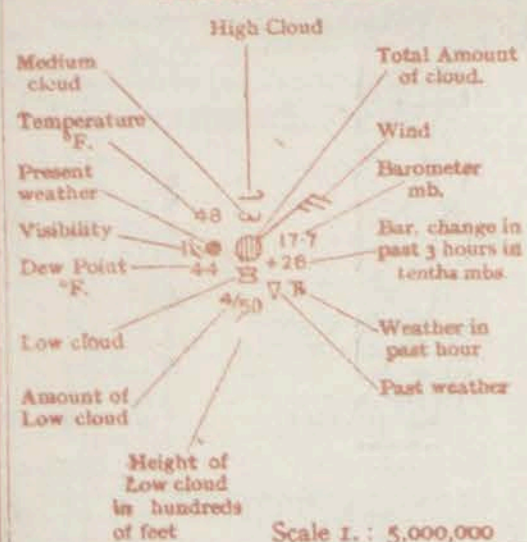 High Cloud
Medium
cloud
Total Amount
of cloud.
Temperature
°F.
Wind
Present
weather
Barometer
mb.
48
Visibility
17.7
Bar. change in
past 3 hours in
tenths mbs.
Dew Point
°F.
44
+26
4/50
Low cloud
Weather in
past hour
Amount of
Low cloud
Past weather
Height of
Low cloud
in hundreds
of feet
Scale 1. : 5,000,000